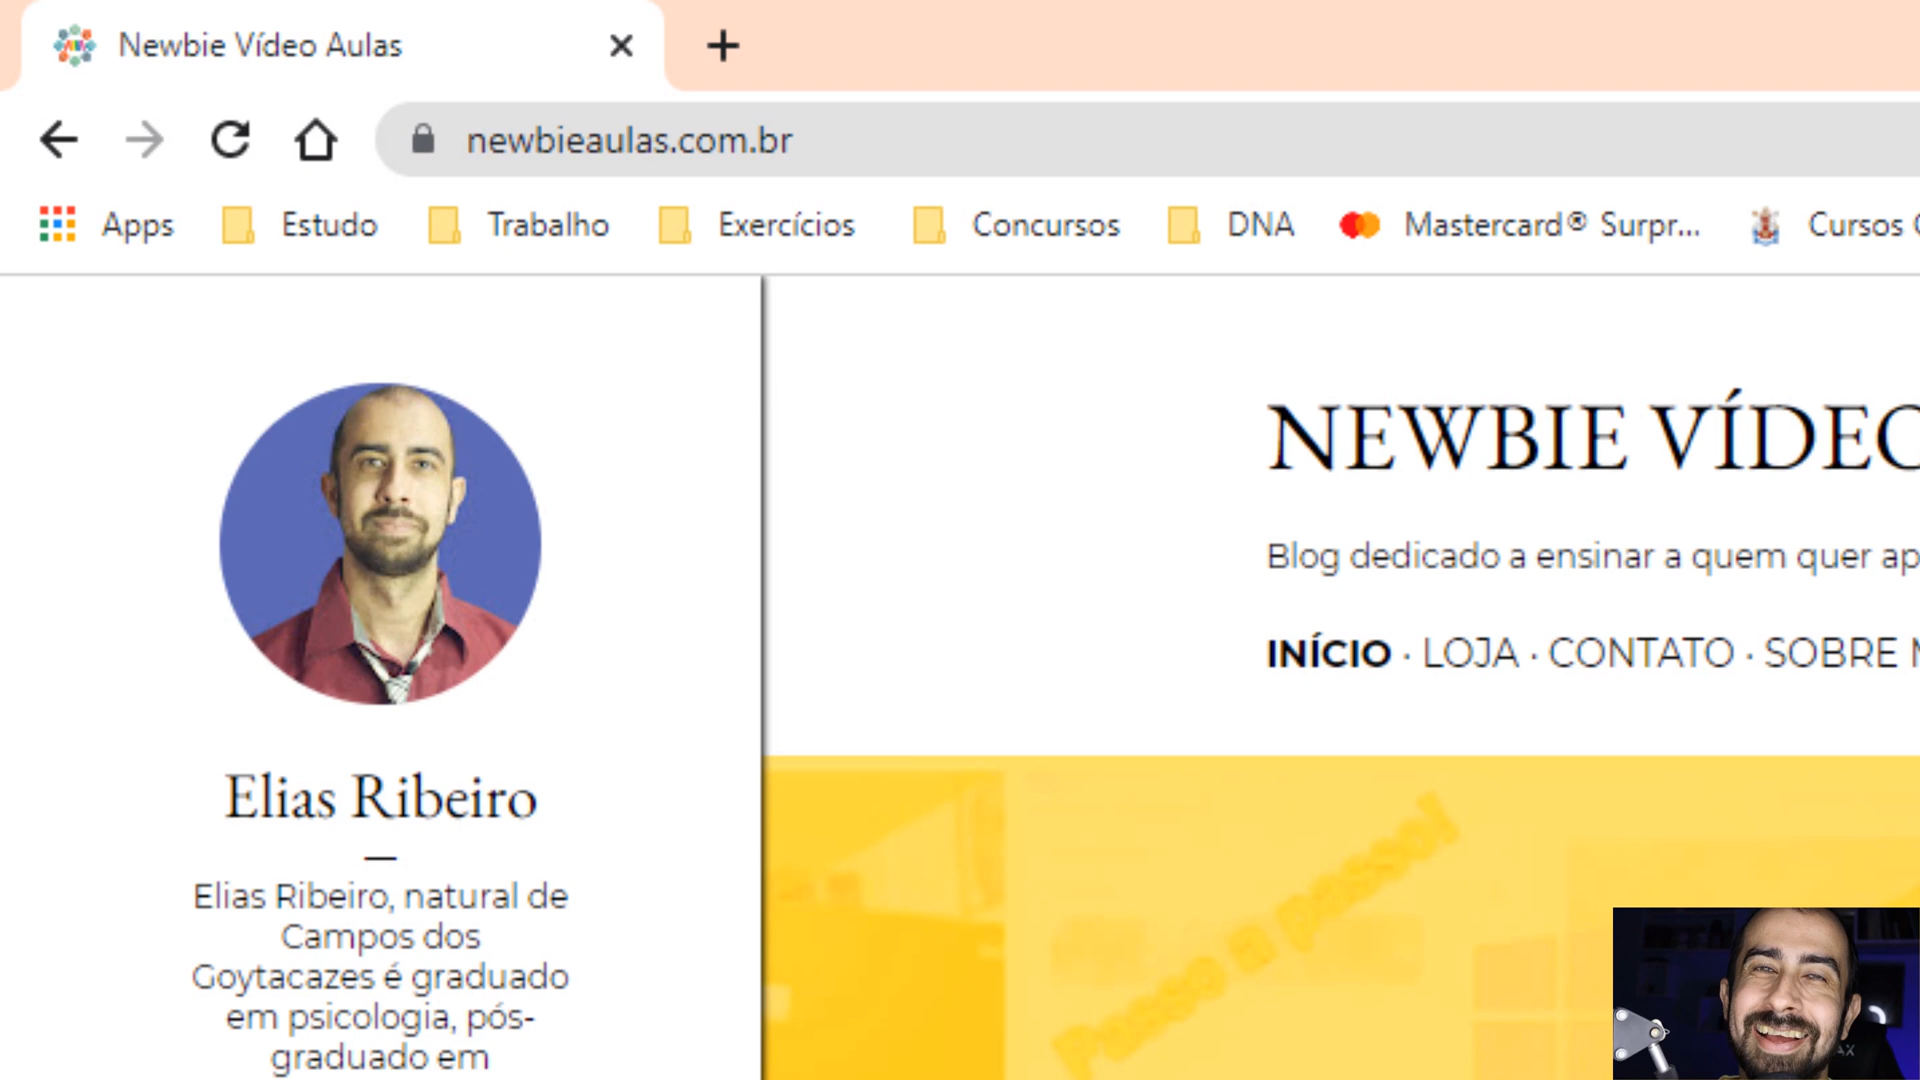 Newbie Vídeo Aulas
newbieaulas.com.br
Apps Estudo Trabalho Exercícios Concursos DNA Mastercard® Surpr... Cursos
NEWBIE VÍDEO
Blog dedicado a ensinar a quem quer ap
INÍCIO · LOJA · CONTATO · SOBRE M
Passo a passo!
Elias Ribeiro
Elias Ribeiro, natural de
Campos dos
Goytacazes é graduado
em psicologia, pós-
graduado em